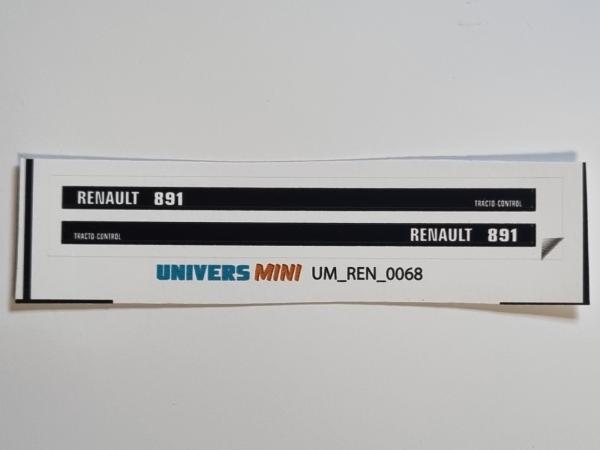 RENAULT 891 TRACTO-CONTROL
TRACTO-CONTROL RENAULT 891
UNIVERS MINI UM_REN_0068